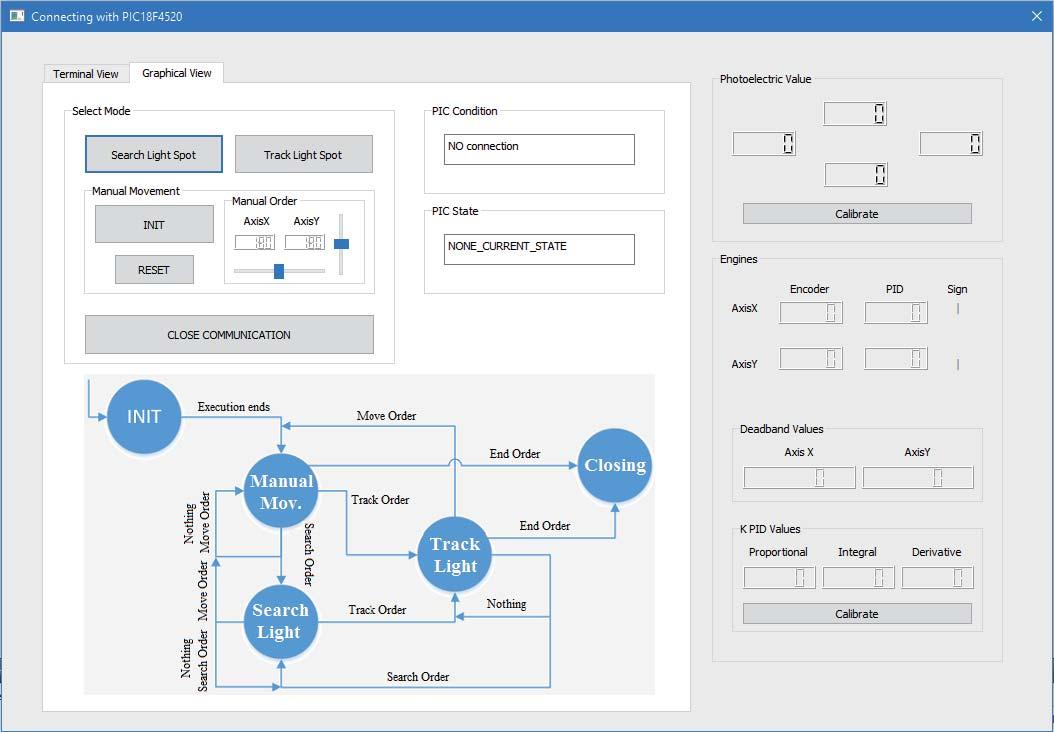 Connecting with PIC18F4520
Terminal View
Graphical View
Select Mode
Search Light Spot
Track Light Spot
Manual Movement
INIT
RESET
Manual Order
AxisX
AxisY
180
180
CLOSE COMMUNICATION
PIC Condition
NO connection
PIC State
NONE_CURRENT_STATE
INIT
Execution ends
Move Order
End Order
Closing
Manual
Mov.
Track Order
End Order
Nothing
Move Order
Search Order
Track
Light
Move Order
Search
Light
Track Order
Nothing
Nothing
Search Order
Search Order
Photoelectric Value
0
0
0
0
Calibrate
Engines
Encoder
PID
Sign
AxisX
0
0
|
AxisY
0
0
|
Deadband Values
Axis X
AxisY
0
0
K PID Values
Proportional
Integral
Derivative
0
0
0
Calibrate